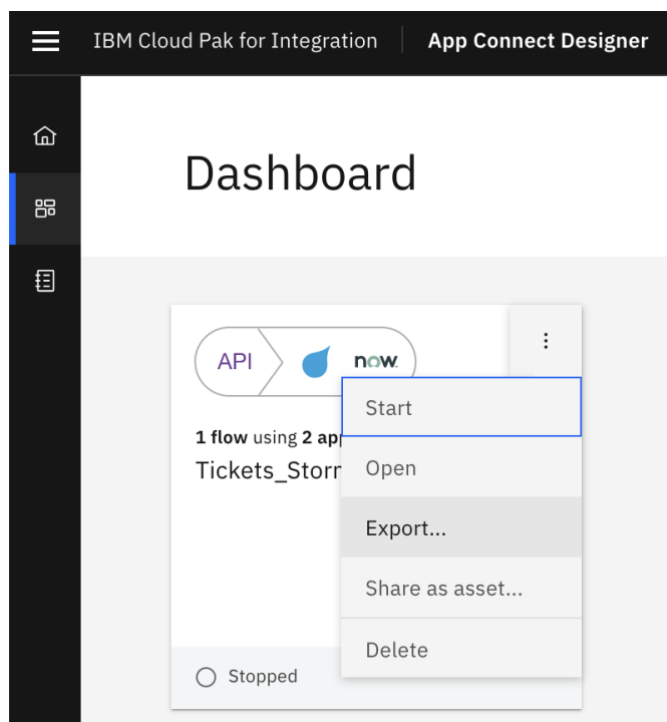 IBM Cloud Pak for Integration App Connect Designer
Dashboard
API now.
1 flow using 2 ap
Tickets_Stor
Start
Open
Export...
Share as asset...
Delete
Stopped